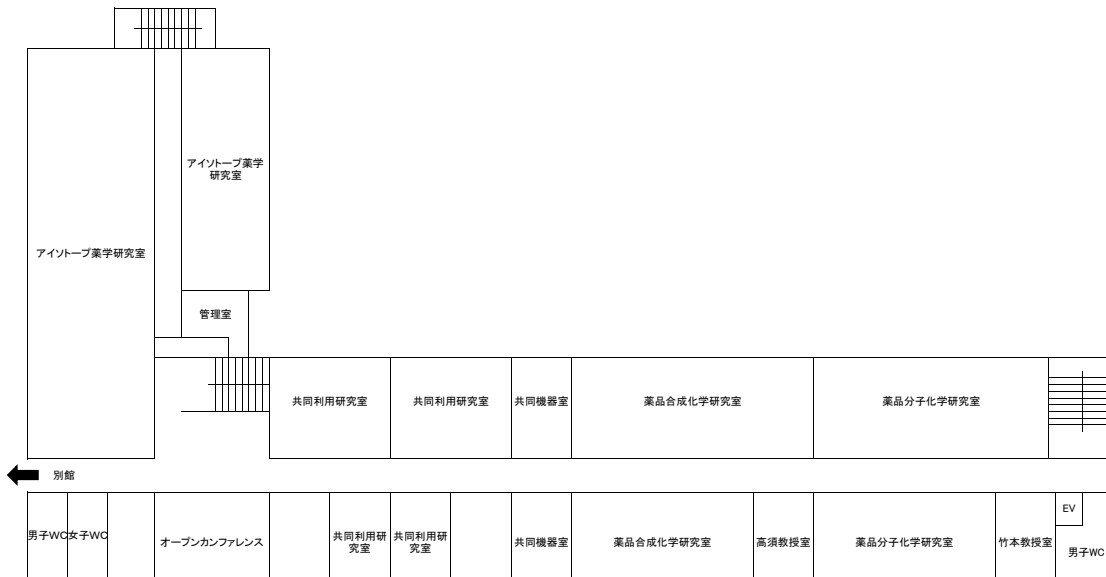 アイソトープ薬学
研究室
アイソトープ薬学研究室
管理室
共同利用研究室
共同利用研究室
共同機器室
薬品合成化学研究室
薬品分子化学研究室
別館
男子WC
女子WC
オープンカンファレンス
共同利用研
究室
共同利用研
究室
共同機器室
薬品合成化学研究室
高須教授室
薬品分子化学研究室
竹本教授室
EV
男子WC